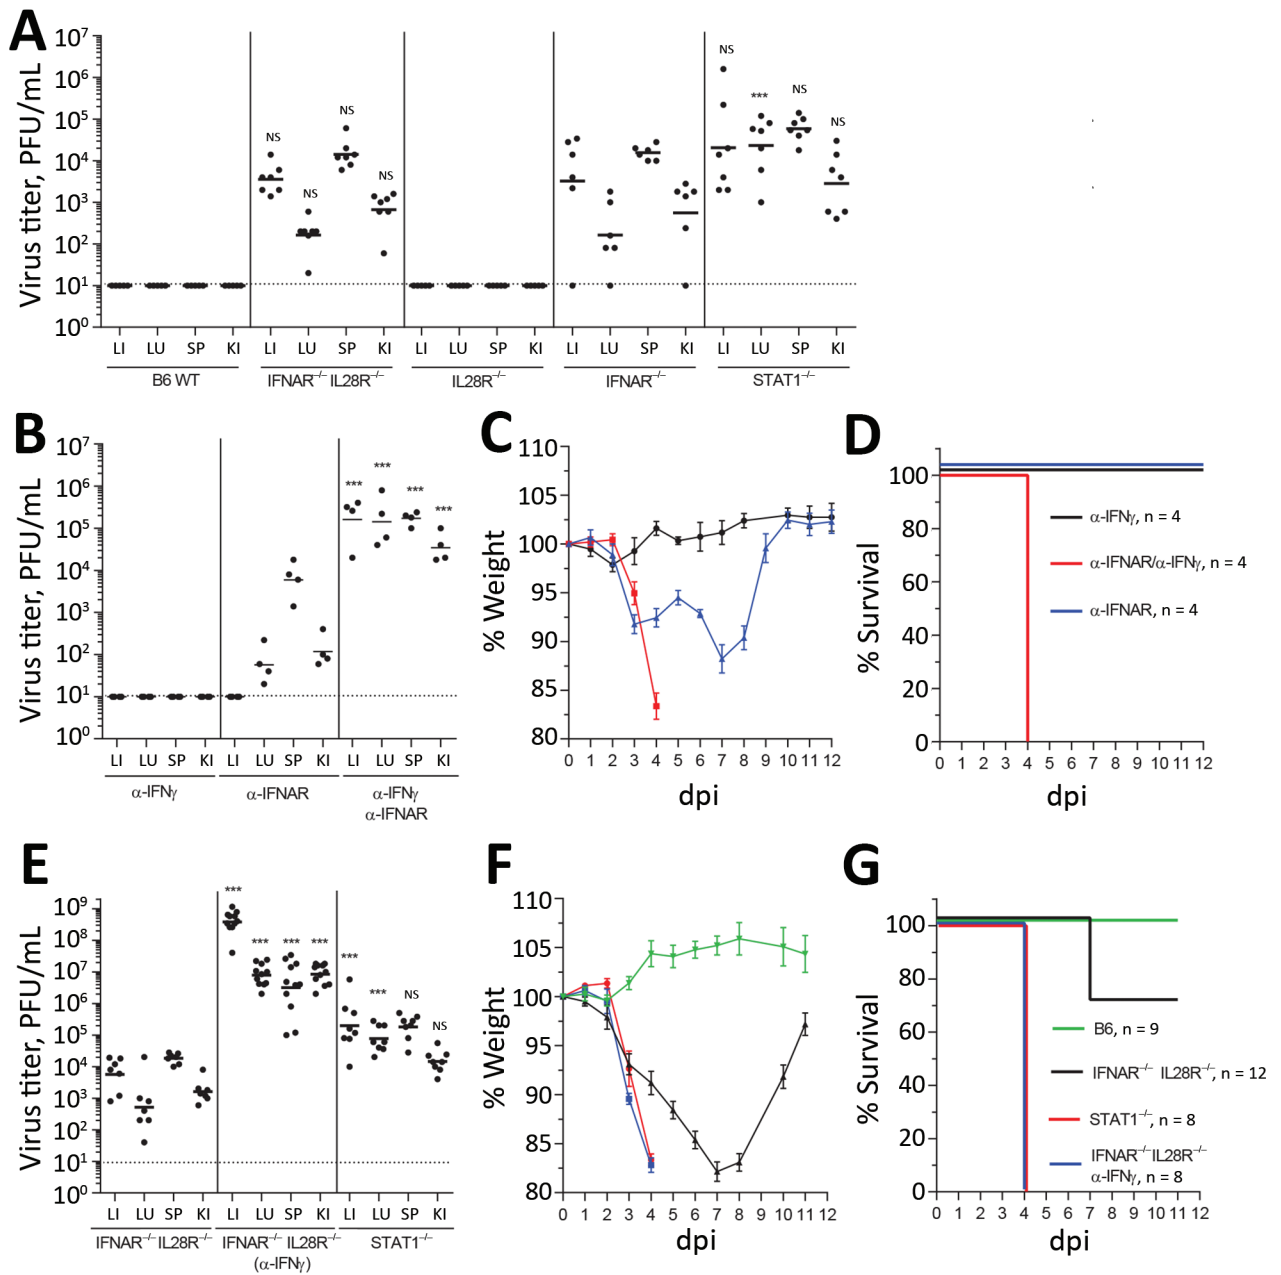 A
Virus titer, PFU/mL
10⁷
10⁶
10⁵
10⁴
10³
10²
10¹
10⁰
NS
NS
NS
NS
NS
***
NS
NS
LI LU SP KI LI LU SP KI LI LU SP KI LI LU SP KI LI LU SP KI
B6 WT IFNAR⁻/⁻ IL28R⁻/⁻ IL28R⁻/⁻ IFNAR⁻/⁻ STAT1⁻/⁻
B
Virus titer, PFU/mL
10⁷
10⁶
10⁵
10⁴
10³
10²
10¹
10⁰
*** *** *** ***
LI LU SP KI LI LU SP KI LI LU SP KI
α-IFNγ α-IFNAR α-IFNγ
α-IFNAR
C
% Weight
110
105
100
95
90
85
80
0 1 2 3 4 5 6 7 8 9 10 11 12
dpi
D
% Survival
100
80
60
40
20
0
0 1 2 3 4 5 6 7 8 9 10 11 12
dpi
α-IFNγ, n = 4
α-IFNAR/α-IFNγ, n = 4
α-IFNAR, n = 4
E
Virus titer, PFU/mL
10⁹
10⁸
10⁷
10⁶
10⁵
10⁴
10³
10²
10¹
10⁰
*** *** *** *** *** *** NS NS
LI LU SP KI LI LU SP KI LI LU SP KI
IFNAR⁻/⁻ IL28R⁻/⁻ IFNAR⁻/⁻ IL28R⁻/⁻ STAT1⁻/⁻
(α-IFNγ)
F
% Weight
110
105
100
95
90
85
80
0 1 2 3 4 5 6 7 8 9 10 11 12
dpi
G
% Survival
100
80
60
40
20
0
0 1 2 3 4 5 6 7 8 9 10 11 12
dpi
B6, n = 9
IFNAR⁻/⁻ IL28R⁻/⁻, n = 12
STAT1⁻/⁻, n = 8
IFNAR⁻/⁻ IL28R⁻/⁻
α-IFNγ, n = 8